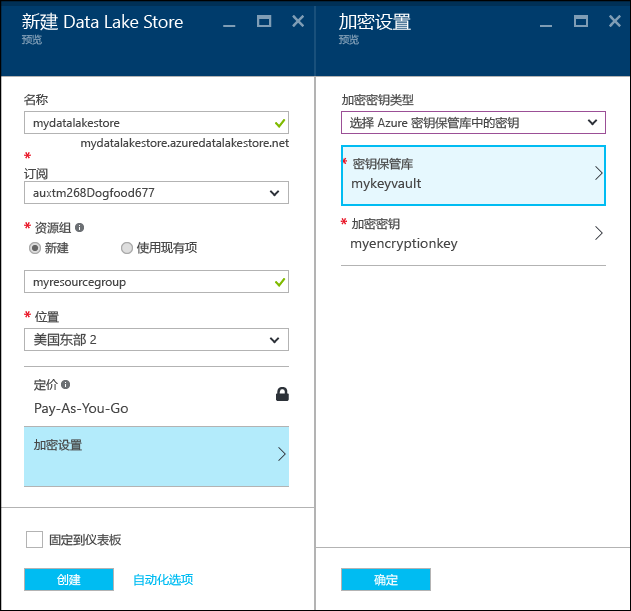 新建 Data Lake Store
预览
名称
mydatalakestore
mydatalakestore.azuredatalakestore.net
*
订阅
auxtm268Dogfood677
* 资源组
新建
使用现有项
myresourcegroup
* 位置
美国东部 2
定价
Pay-As-You-Go
加密设置
固定到仪表板
创建
自动化选项
加密设置
预览
加密密钥类型
选择 Azure 密钥保管库中的密钥
* 密钥保管库
mykeyvault
* 加密密钥
myencryptionkey
确定